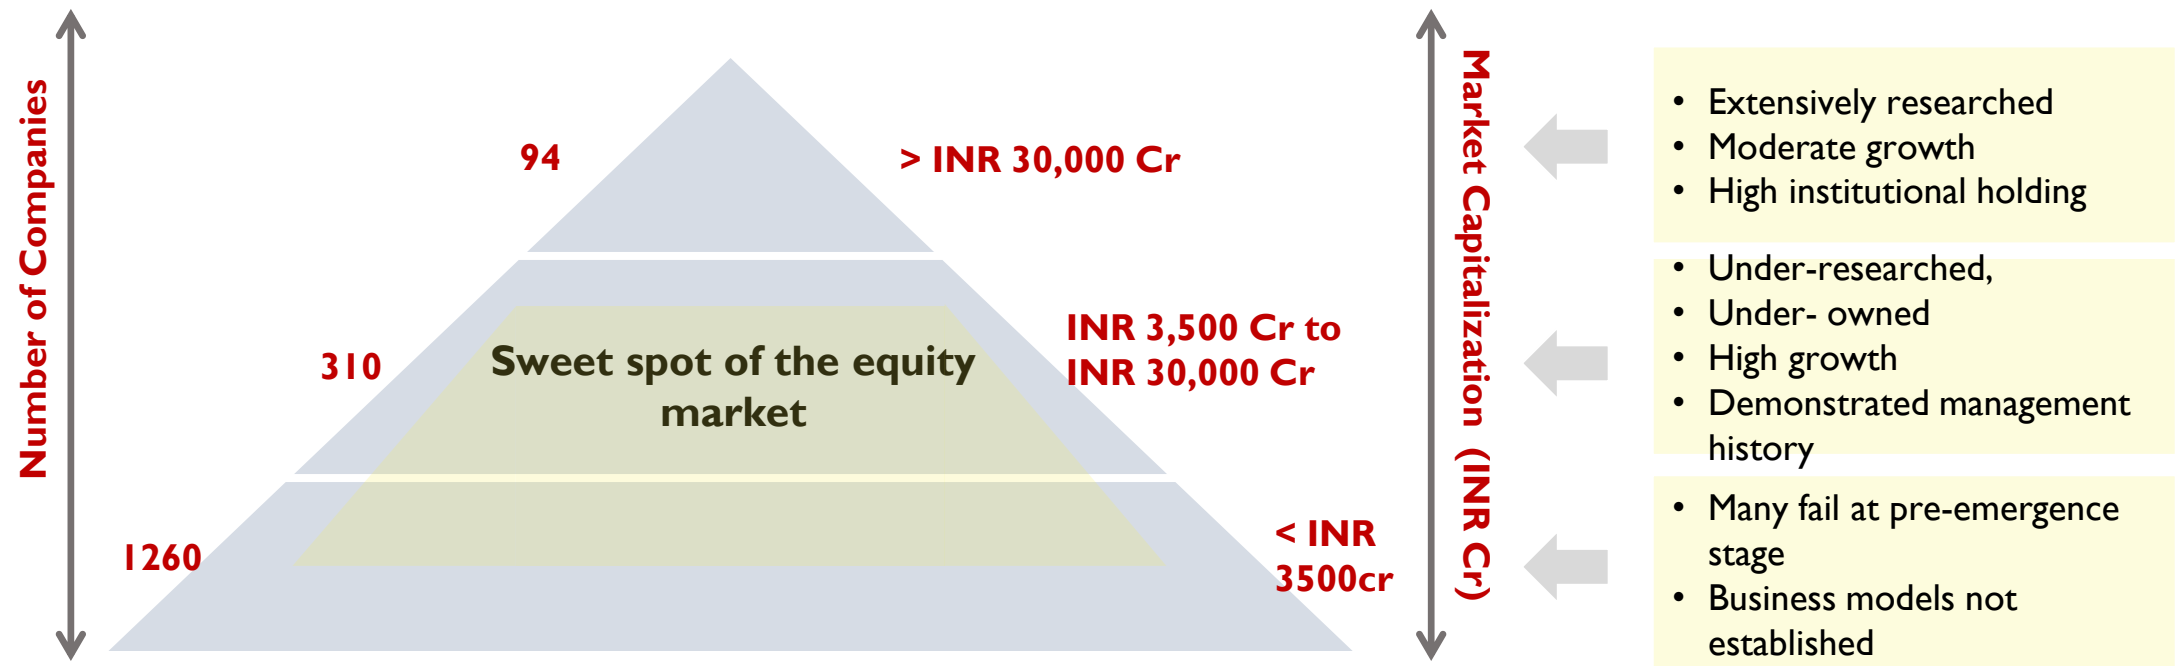 Number of Companies
94
> INR 30,000 Cr
310
Sweet spot of the equity
market
INR 3,500 Cr to
INR 30,000 Cr
1260
< INR
3500cr
Market Capitalization (INR Cr)
• Extensively researched
• Moderate growth
• High institutional holding
• Under-researched,
• Under- owned
• High growth
• Demonstrated management
history
• Many fail at pre-emergence
stage
• Business models not
established